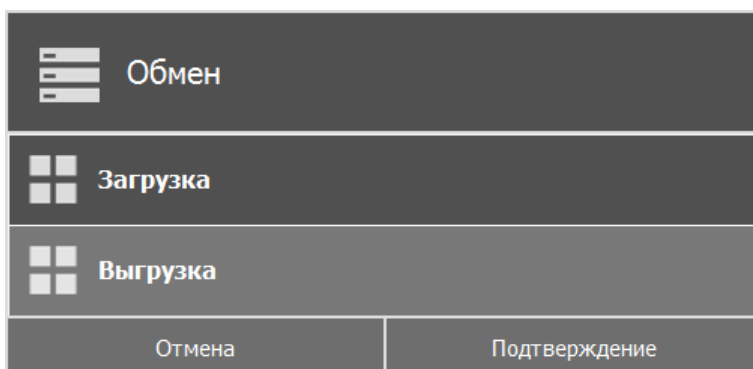 Обмен
Загрузка
Выгрузка
Отмена
Подтверждение